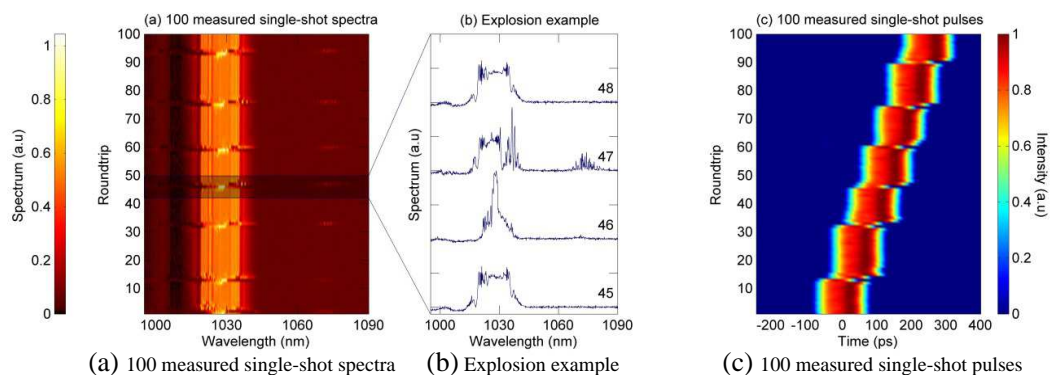 (a) 100 measured single-shot spectra
(b) Explosion example
(c) 100 measured single-shot pulses
Spectrum (a.u)
1
0.8
0.6
0.4
0.2
0
Roundtrip
100
90
80
70
60
50
40
30
20
10
1000 1030 1060 1090
Wavelength (nm)
Spectrum (a.u)
48
47
46
45
1000 1030 1060 1090
Wavelength (nm)
Roundtrip
100
90
80
70
60
50
40
30
20
10
-200 -100 0 100 200 300 400
Time (ps)
1
0.8
0.6
0.4
0.2
0
Intensity (a.u)
(a) 100 measured single-shot spectra
(b) Explosion example
(c) 100 measured single-shot pulses